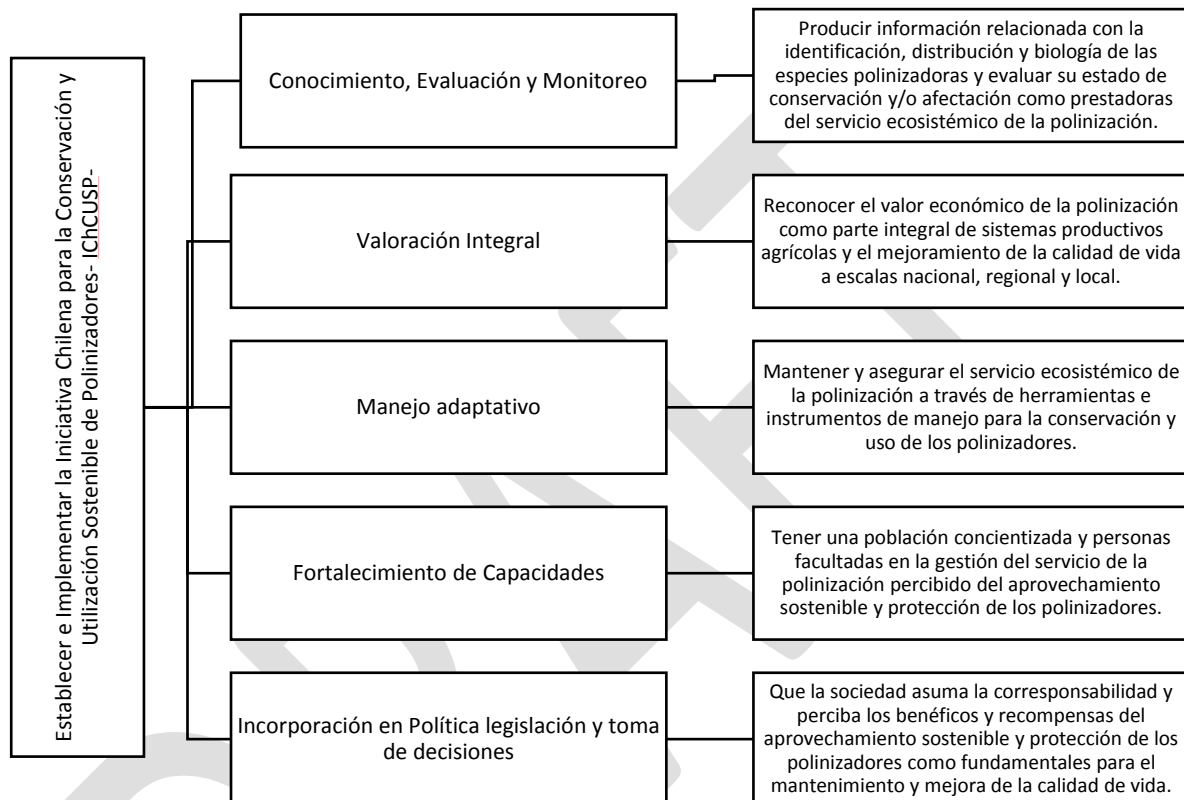 Establecer e Implementar la Iniciativa Chilena para la Conservación y
Utilización Sostenible de Polinizadores- IChCUSP-
Conocimiento, Evaluación y Monitoreo
Producir información relacionada con la
identificación, distribución y biología de las
especies polinizadoras y evaluar su estado de
conservación y/o afectación como prestadoras
del servicio ecosistémico de la polinización.
Valoración Integral
Reconocer el valor económico de la polinización
como parte integral de sistemas productivos
agrícolas y el mejoramiento de la calidad de vida
a escalas nacional, regional y local.
Manejo adaptativo
Mantener y asegurar el servicio ecosistémico de
la polinización a través de herramientas e
instrumentos de manejo para la conservación y
uso de los polinizadores.
Fortalecimiento de Capacidades
Tener una población concientizada y personas
facultadas en la gestión del servicio de la
polinización percibido del aprovechamiento
sostenible y protección de los polinizadores.
Incorporación en Política legislación y toma
de decisiones
Que la sociedad asuma la corresponsabilidad y
perciba los benéficos y recompensas del
aprovechamiento sostenible y protección de los
polinizadores como fundamentales para el
mantenimiento y mejora de la calidad de vida.